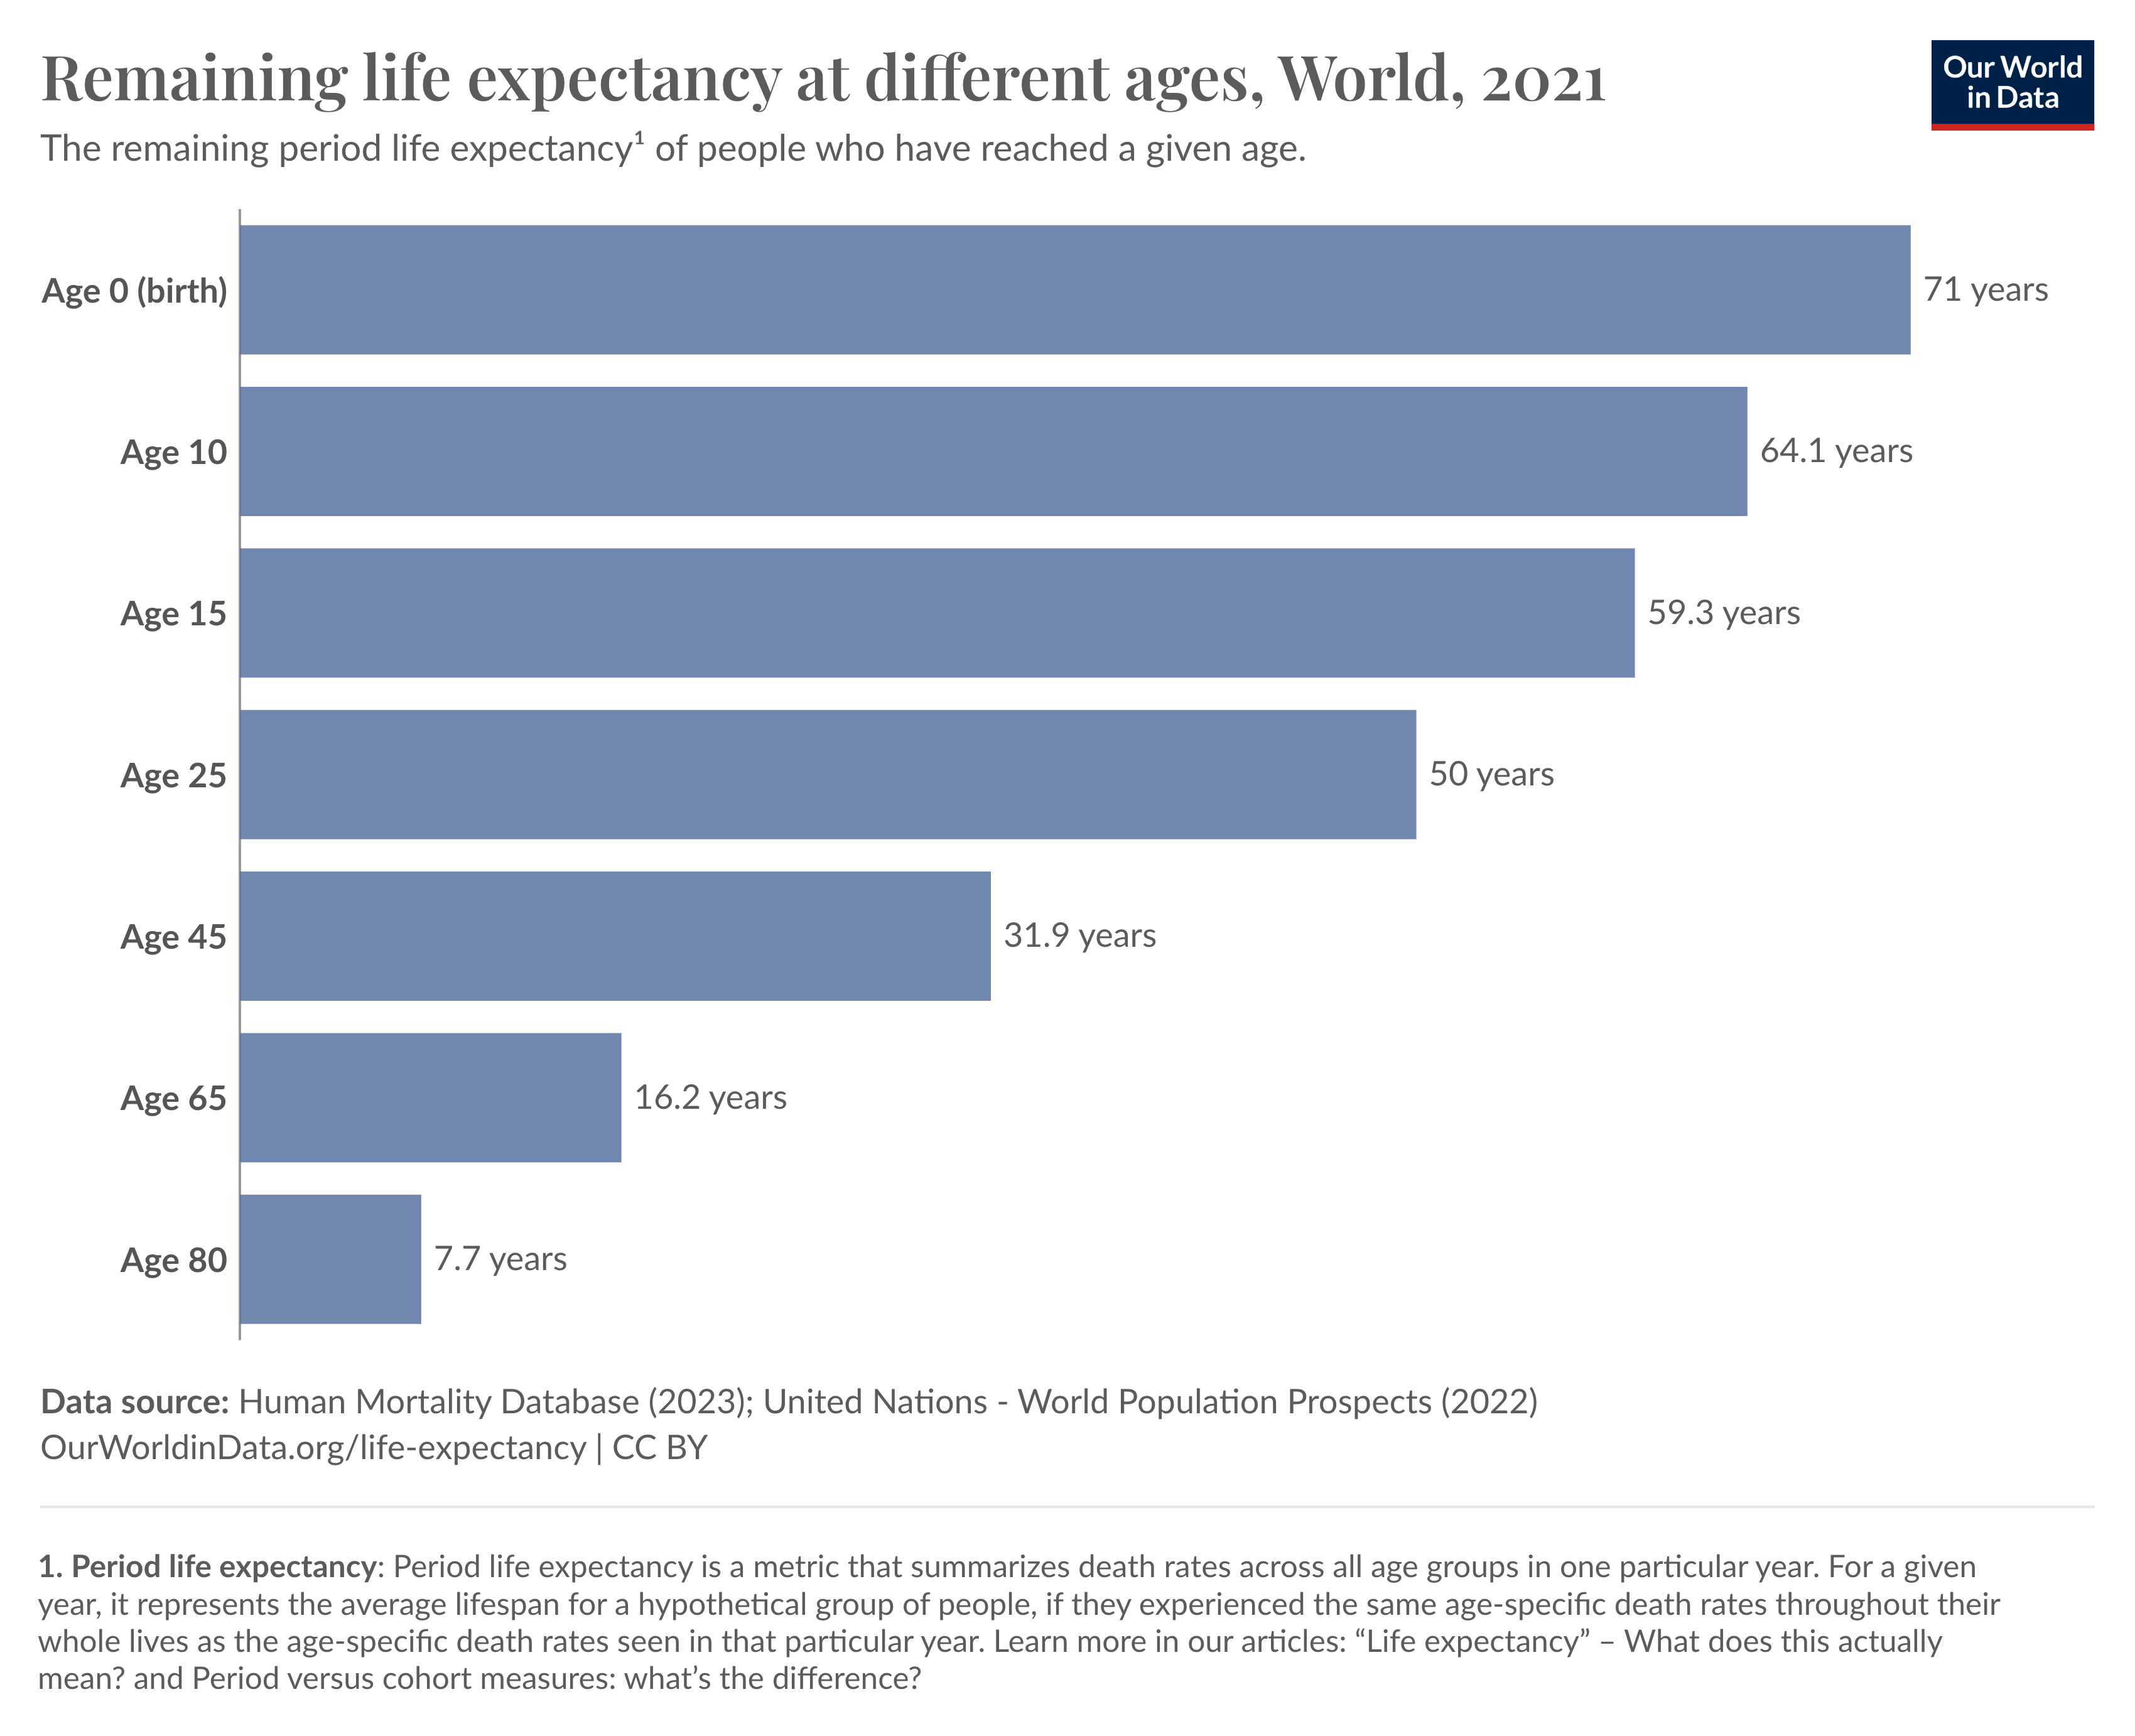 Remaining life expectancy at different ages, World, 2021
Our World
in Data
The remaining period life expectancy¹ of people who have reached a given age.
Age 0 (birth) 71 years
Age 10 64.1 years
Age 15 59.3 years
Age 25 50 years
Age 45 31.9 years
Age 65 16.2 years
Age 80 7.7 years
Data source: Human Mortality Database (2023); United Nations - World Population Prospects (2022)
OurWorldinData.org/life-expectancy | CC BY
1. Period life expectancy: Period life expectancy is a metric that summarizes death rates across all age groups in one particular year. For a given
year, it represents the average lifespan for a hypothetical group of people, if they experienced the same age-specific death rates throughout their
whole lives as the age-specific death rates seen in that particular year. Learn more in our articles: “Life expectancy” – What does this actually
mean? and Period versus cohort measures: what’s the difference?